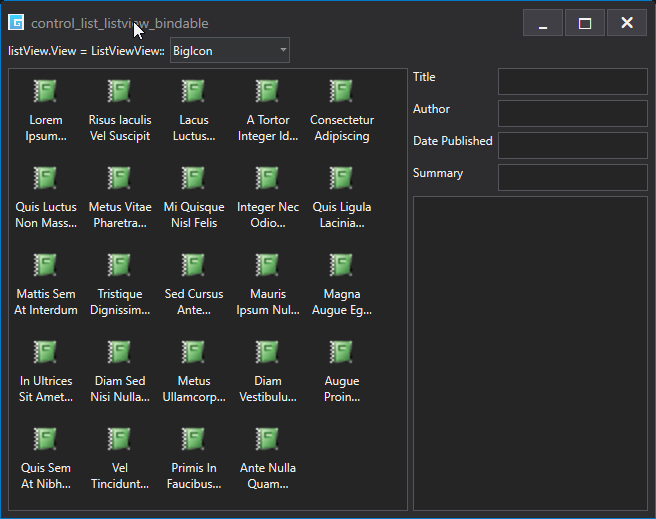 control_list_listview_bindable
listView.View = ListViewView:: BigIcon
Lorem Ipsum...
Risus Iaculis Vel Suscipit
Lacus Luctus...
A Tortor Integer Id...
Consectetur Adipiscing
Quis Luctus Non Mass...
Metus Vitae Pharetra...
Mi Quisque Nisl Felis
Integer Nec Odio...
Quis Ligula Lacinia...
Mattis Sem At Interdum
Tristique Dignissim...
Sed Cursus Ante...
Mauris Ipsum Nul...
Magna Augue Eg...
In Ultrices Sit Amet...
Diam Sed Nisi Nulla...
Metus Ullamcorp...
Diam Vestibulu...
Augue Proin...
Quis Sem At Nibh...
Vel Tincidunt...
Primis In Faucibus...
Ante Nulla Quam...
Title
Author
Date Published
Summary